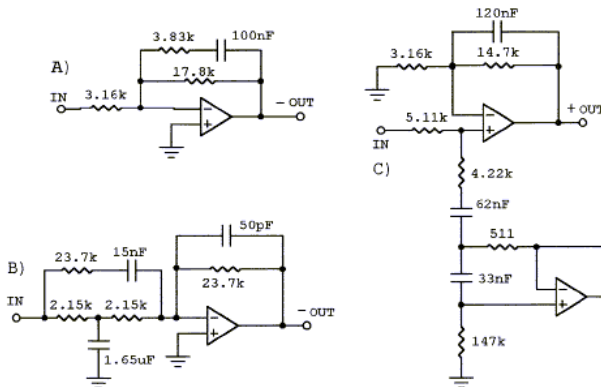 3.83k
100nF
A)
17.8k
3.16k
IN
-OUT
-
+
B)
23.7k
15nF
50pF
23.7k
IN
2.15k
2.15k
-OUT
-
+
1.65uF
120nF
3.16k
14.7k
-
+
+OUT
5.11k
IN
C)
4.22k
62nF
511
33nF
-
+
147k